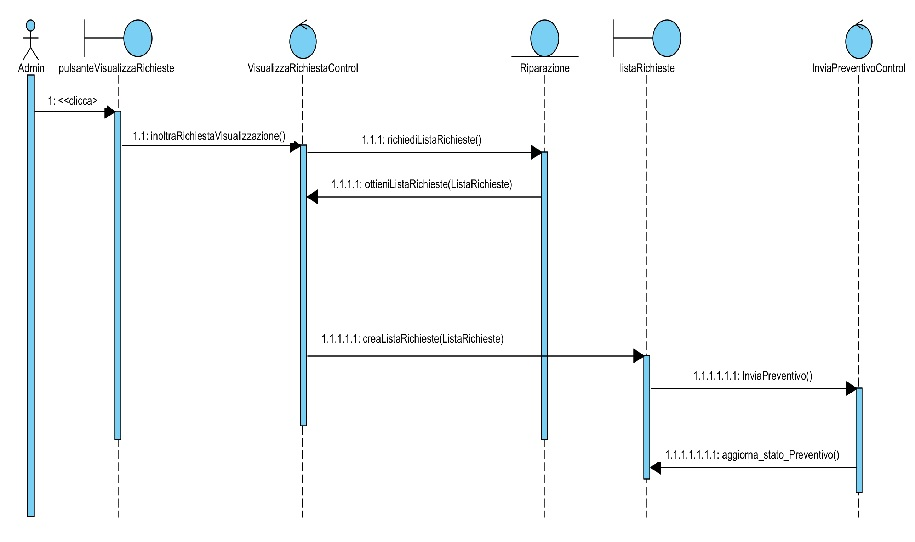 Admin
pulsanteVisualizzaRichieste
VisualizzaRichiestaControl
Riparazione
listaRichieste
InviaPreventivoControl
1: <<clicca>
1.1: inoltraRichiestaVisualizzazione()
1.1.1: richiediListaRichieste()
1.1.1.1: ottieniListaRichieste(ListaRichieste)
1.1.1.1.1: creaListaRichieste(ListaRichieste)
1.1.1.1.1.1: InviaPreventivo()
1.1.1.1.1.1.1: aggiorna_stato_Preventivo()